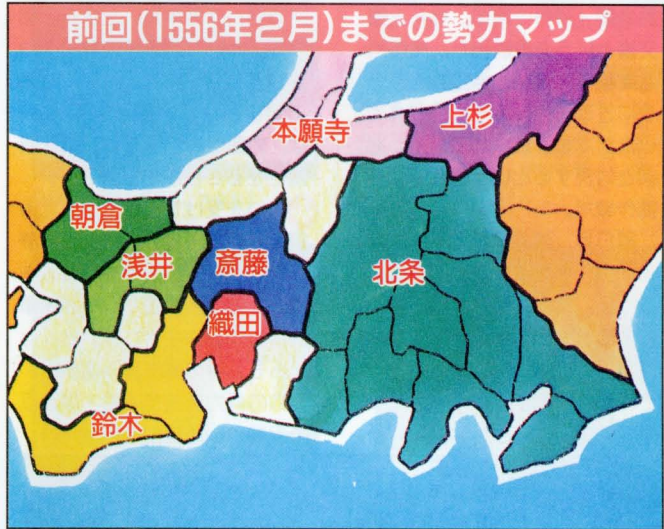 前回(1556年2月)までの勢力マップ
本願寺
上杉
朝倉
浅井
斎藤
北条
織田
鈴木